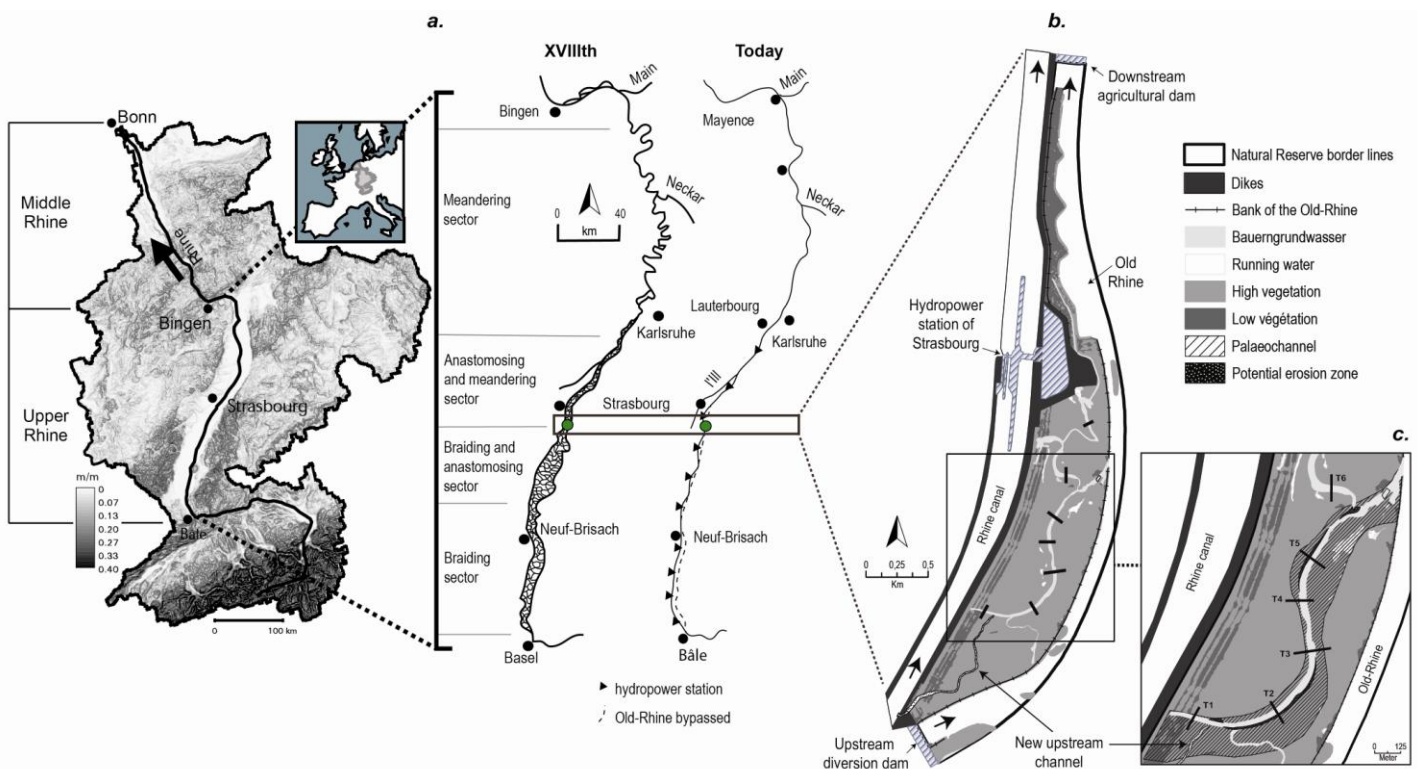 a.
XVIIIth
Today
Bonn
Middle
Rhine
Rhine
Bingen
Upper
Rhine
Strasbourg
Bâle
m/m
0
0.07
0.13
0.20
0.27
0.33
0.40
0
100 km
Main
Bingen
Meandering
sector
0
40
km
Neckar
Karlsruhe
Anastomosing
and meandering
sector
Strasbourg
Braiding and
anastomosing
sector
Neuf-Brisach
Braiding
sector
Basel
Main
Mayence
Neckar
Lauterbourg
Karlsruhe
l'Ill
Neuf-Brisach
Bâle
hydropower station
Old-Rhine bypassed
b.
Downstream
agricultural dam
Old
Rhine
Hydropower
station of
Strasbourg
Rhine canal
0
0,25
0,5
Km
Upstream
diversion dam
New upstream
channel
Natural Reserve border lines
Dikes
Bank of the Old-Rhine
Bauerngrundwasser
Running water
High vegetation
Low végétation
Palaeochannel
Potential erosion zone
c.
Rhine canal
T6
T5
T4
T3
T2
T1
Old-Rhine
0
125
Meter